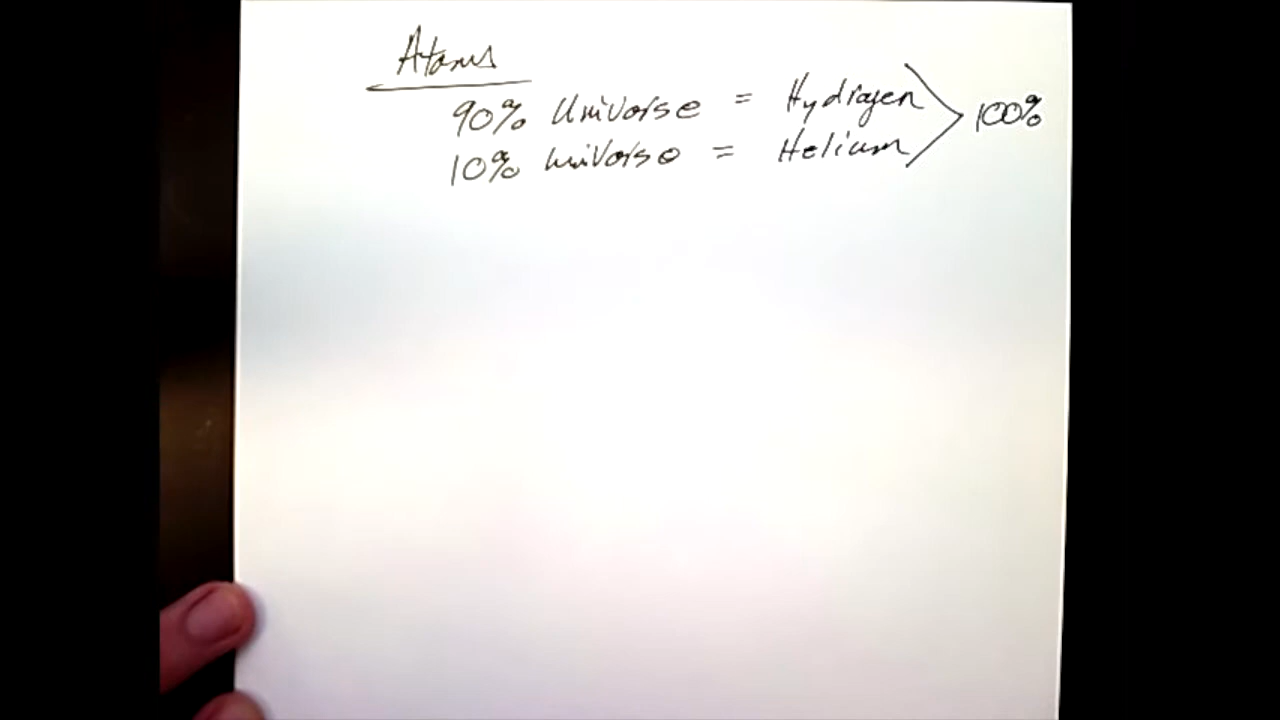 Atoms
90% Universe = Hydrogen
10% universe = Helium
100%